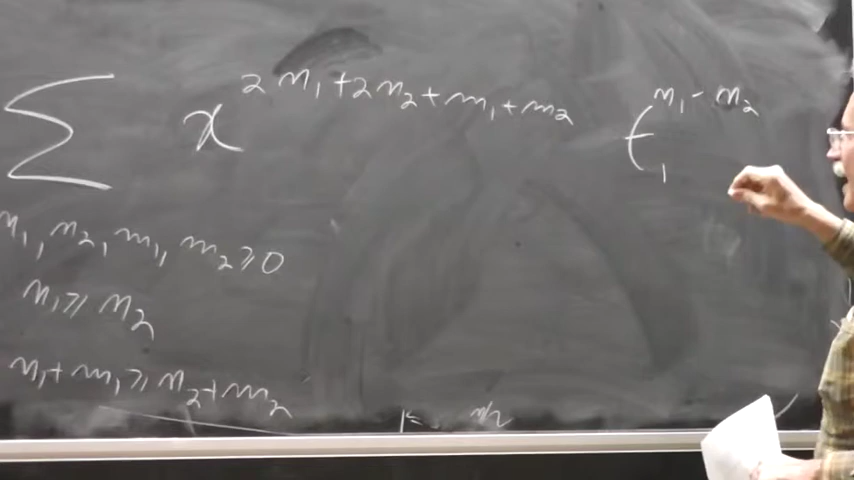 ∑ x^{2n_1+2n_2+m_1+m_2} t_1^{n_1-n_2}
n_1, n_2, m_1, m_2 ⩾ 0
n_1 ⩾ n_2
n_1+m_1 ⩾ n_2+m_2